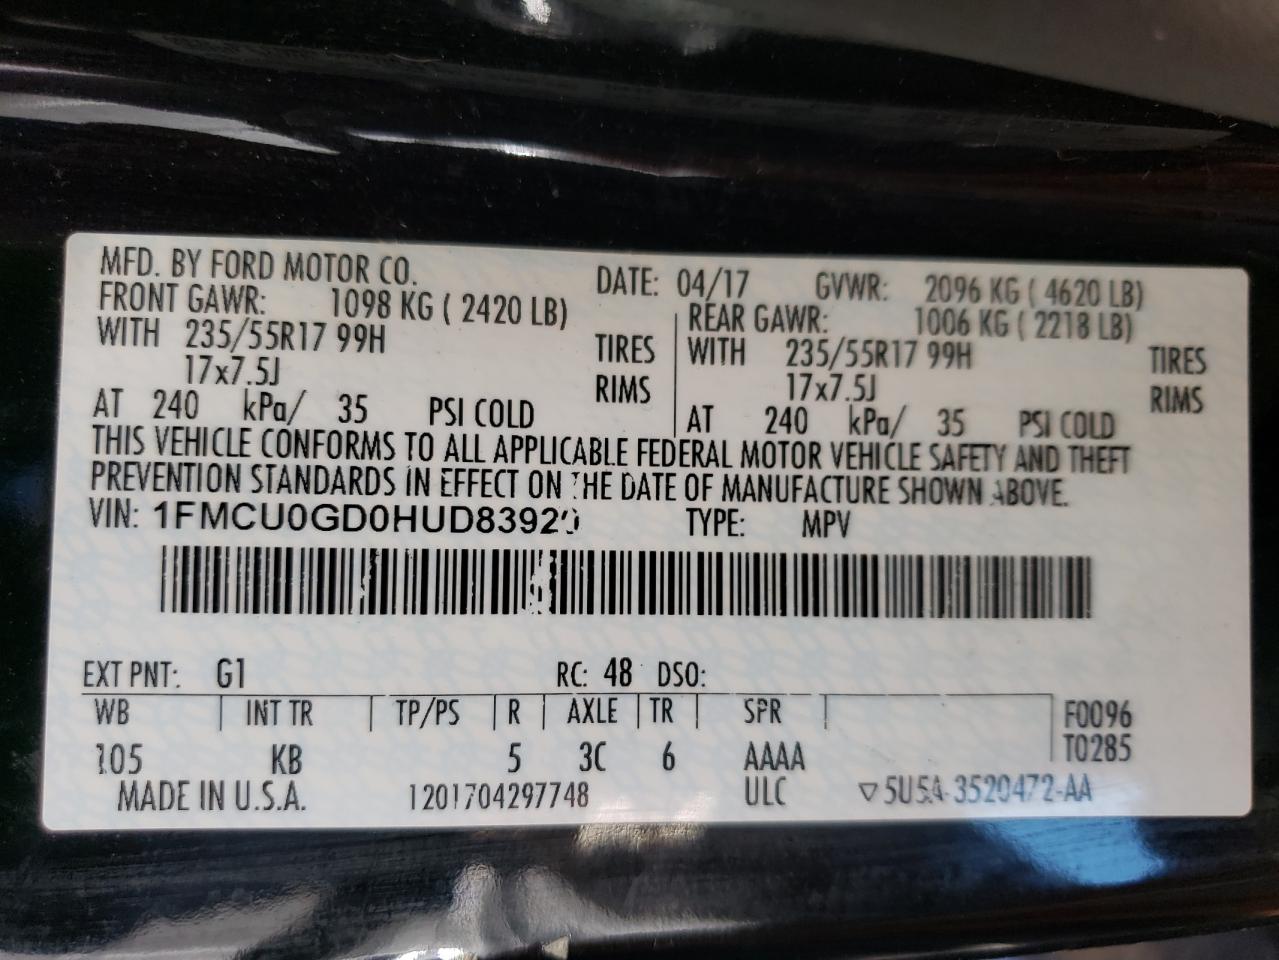 MFD. BY FORD MOTOR CO.
DATE: 04/17 GVWR: 2096 KG ( 4620 LB)
FRONT GAWR: 1098 KG ( 2420 LB)
WITH 235/55R17 99H TIRES
17x7.5J RIMS
AT 240 kPa/ 35 PSI COLD
REAR GAWR: 1006 KG ( 2218 LB)
WITH 235/55R17 99H TIRES
17x7.5J RIMS
AT 240 kPa/ 35 PSI COLD
THIS VEHICLE CONFORMS TO ALL APPLICABLE FEDERAL MOTOR VEHICLE SAFETY AND THEFT
PREVENTION STANDARDS IN EFFECT ON THE DATE OF MANUFACTURE SHOWN ABOVE.
VIN: 1FMCU0GD0HUD83920 TYPE: MPV
EXT PNT: G1 RC: 48 DSO:
WB INT TR TP/PS R AXLE TR SPR F0096
105 KB 5 3C 6 AAAA T0285
MADE IN U.S.A. 1201704297748 ULC ▽5U5A-3520472-AA